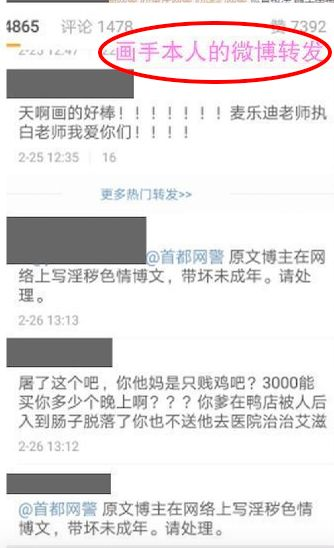 4865 评论 1478 赞 7392
2-25 12:47
画手本人的微博转发
天啊画的好棒！！！！！！！麦乐迪老师执
白老师我爱你们！！！！
2-25 12:35 16
更多热门转发>>
@首都网警 原文博主在网
络上写淫秽色情博文，带坏未成年。请处
理。
2-26 13:13
屠了这个吧，你他妈是只贱鸡吧？3000能
买你多少个晚上啊？？？你爹在鸭店被人后
入到肠子脱落了你也不送他去医院治治艾滋
2-26 13:12
@首都网警 原文博主在网络上写淫秽色情
博文，带坏未成年。请处理。